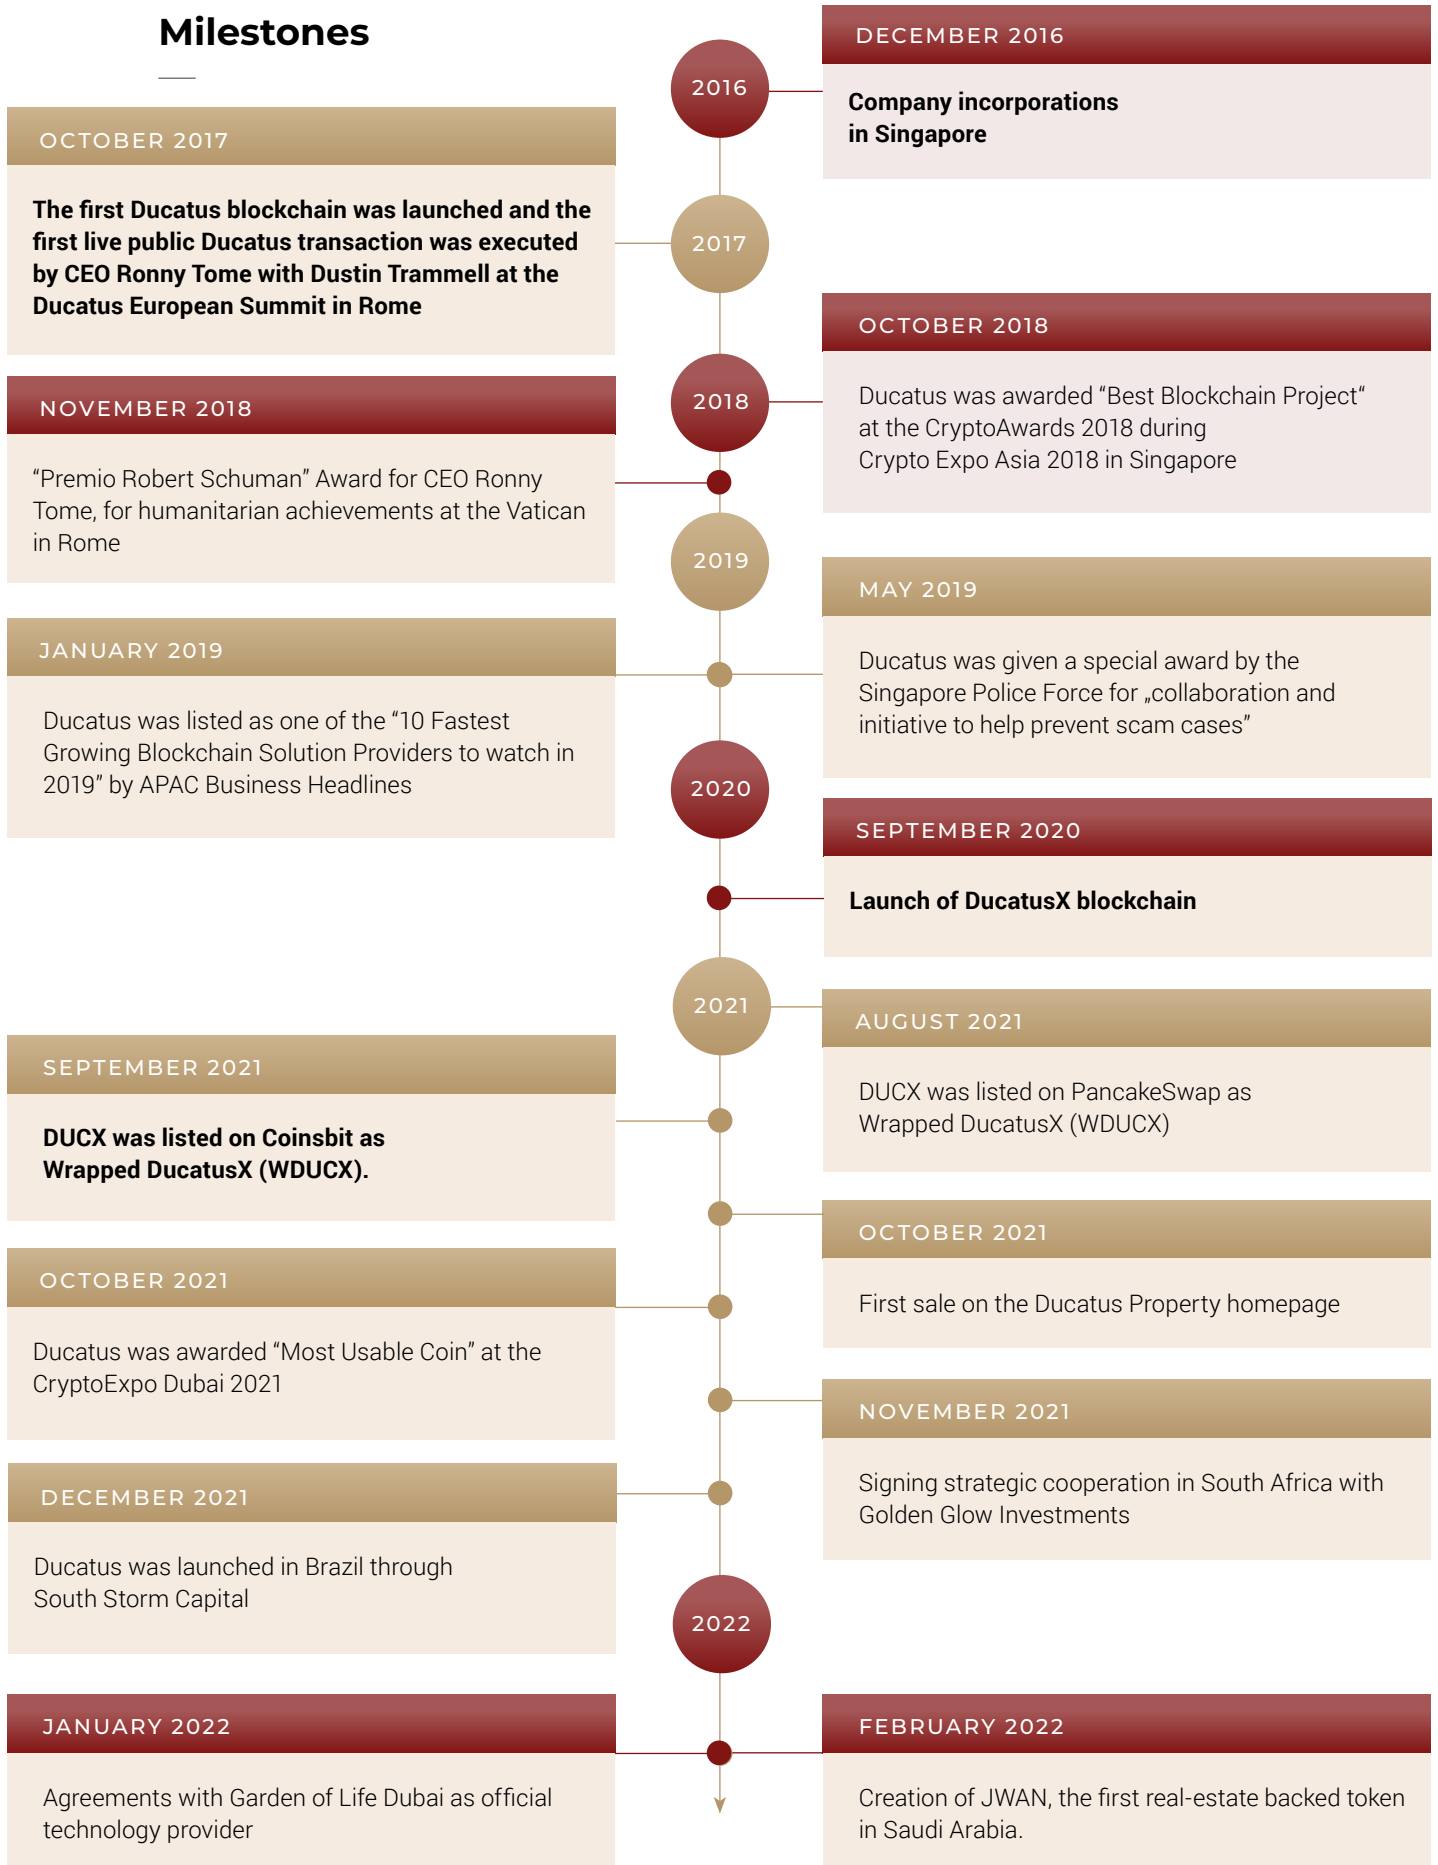 Milestones
2016
DECEMBER 2016
Company incorporations
in Singapore
OCTOBER 2017
The first Ducatus blockchain was launched and the
first live public Ducatus transaction was executed
by CEO Ronny Tome with Dustin Trammell at the
Ducatus European Summit in Rome
2017
2018
OCTOBER 2018
Ducatus was awarded “Best Blockchain Project“
at the CryptoAwards 2018 during
Crypto Expo Asia 2018 in Singapore
NOVEMBER 2018
“Premio Robert Schuman” Award for CEO Ronny
Tome, for humanitarian achievements at the Vatican
in Rome
2019
JANUARY 2019
Ducatus was listed as one of the “10 Fastest
Growing Blockchain Solution Providers to watch in
2019” by APAC Business Headlines
MAY 2019
Ducatus was given a special award by the
Singapore Police Force for „collaboration and
initiative to help prevent scam cases”
2020
SEPTEMBER 2020
Launch of DucatusX blockchain
2021
AUGUST 2021
DUCX was listed on PancakeSwap as
Wrapped DucatusX (WDUCX)
SEPTEMBER 2021
DUCX was listed on Coinsbit as
Wrapped DucatusX (WDUCX).
OCTOBER 2021
First sale on the Ducatus Property homepage
OCTOBER 2021
Ducatus was awarded “Most Usable Coin” at the
CryptoExpo Dubai 2021
NOVEMBER 2021
Signing strategic cooperation in South Africa with
Golden Glow Investments
DECEMBER 2021
Ducatus was launched in Brazil through
South Storm Capital
2022
JANUARY 2022
Agreements with Garden of Life Dubai as official
technology provider
FEBRUARY 2022
Creation of JWAN, the first real-estate backed token
in Saudi Arabia.